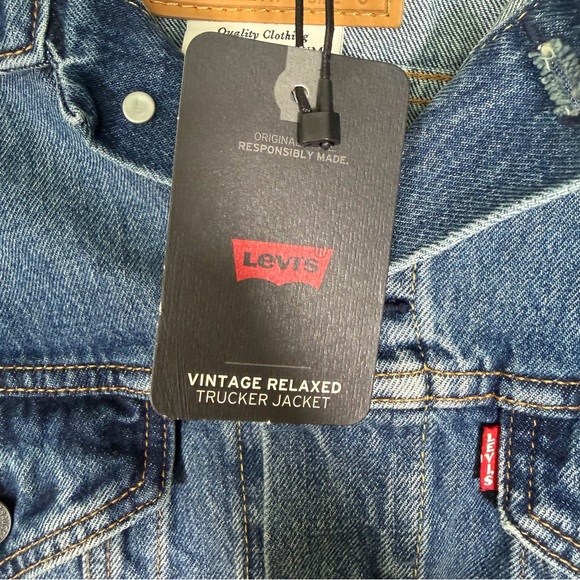 Quality Clothing
ORIGINAL
RESPONSIBLY MADE.
Levi's
VINTAGE RELAXED
TRUCKER JACKET
LEVI'S